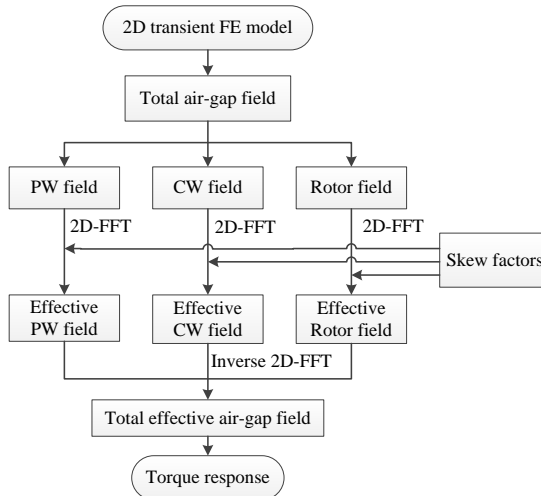 2D transient FE model
Total air-gap field
PW field
CW field
Rotor field
2D-FFT
2D-FFT
2D-FFT
Skew factors
Effective
PW field
Effective
CW field
Effective
Rotor field
Inverse 2D-FFT
Total effective air-gap field
Torque response